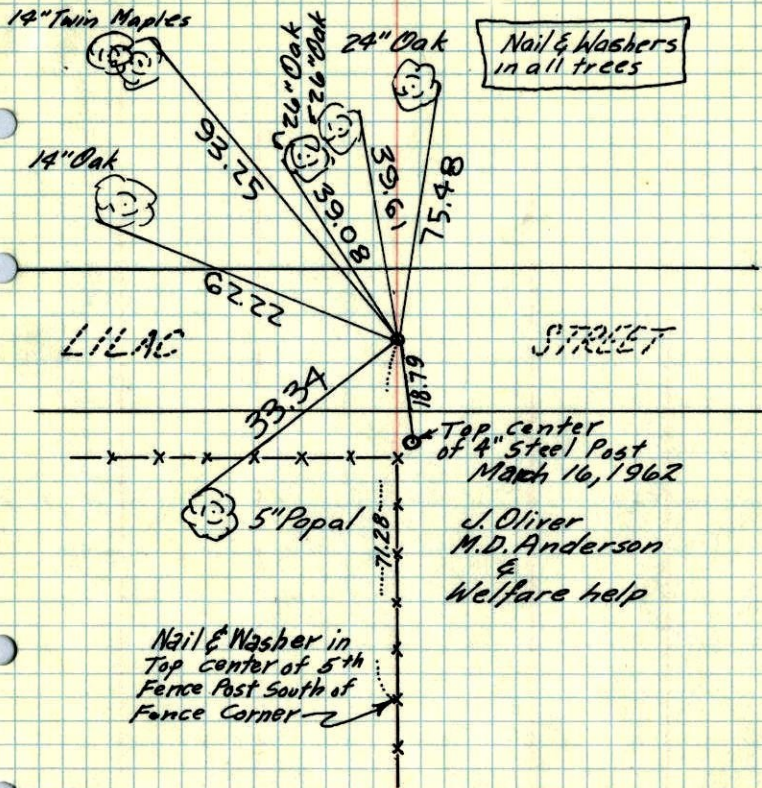 14" Twin Maples
26" Oak
26" Oak
24" Oak
Nail & Washers
in all trees
14" Oak
93.25
39.08
39.61
75.48
62.22
LILAC
STREET
33.34
18.79
Top center
of 4" Steel Post
March 16, 1962
5" Popal
71.28
J. Oliver
M.D. Anderson
&
Welfare help
Nail & Washer in
Top center of 5th
Fence Post South of
Fence Corner